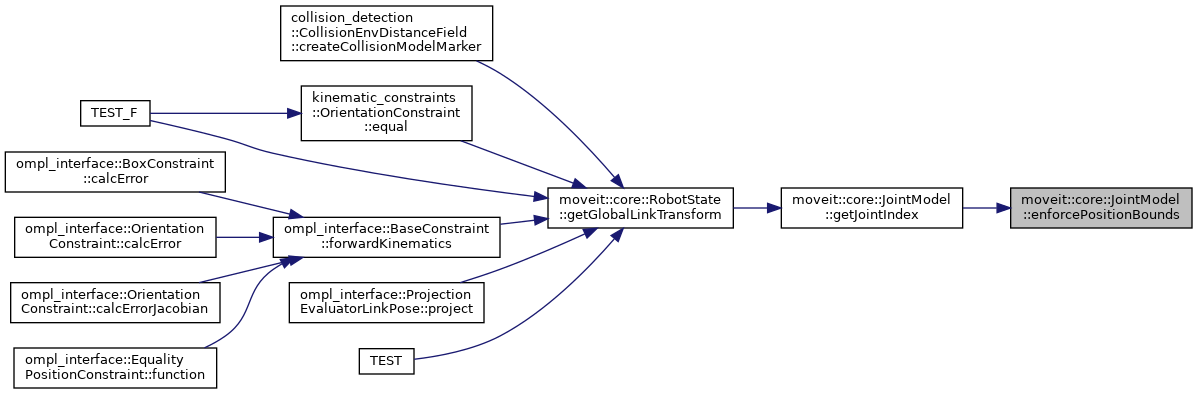 collision_detection
::CollisionEnvDistanceField
::createCollisionModelMarker
kinematic_constraints
::OrientationConstraint
::equal
TEST_F
ompl_interface::BoxConstraint
::calcError
moveit::core::RobotState
::getGlobalLinkTransform
moveit::core::JointModel
::getJointIndex
moveit::core::JointModel
::enforcePositionBounds
ompl_interface::Orientation
Constraint::calcError
ompl_interface::BaseConstraint
::forwardKinematics
ompl_interface::Orientation
Constraint::calcErrorJacobian
ompl_interface::Projection
EvaluatorLinkPose::project
ompl_interface::Equality
PositionConstraint::function
TEST